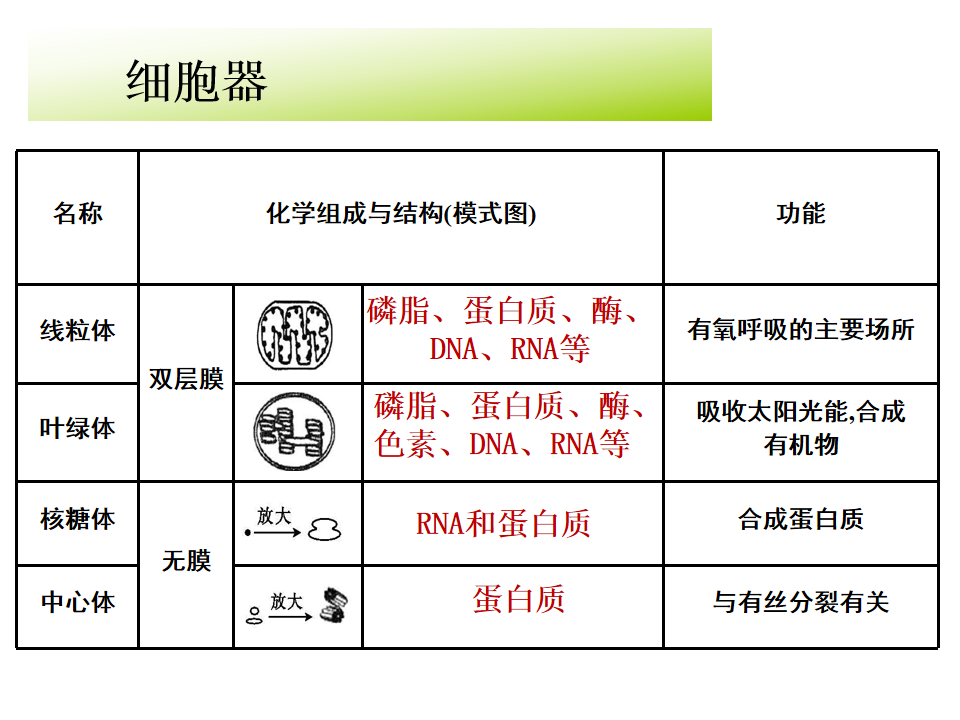 细胞器
名称
化学组成与结构(模式图)
功能
线粒体
双层膜
磷脂、蛋白质、酶、
DNA、RNA等
有氧呼吸的主要场所
叶绿体
磷脂、蛋白质、酶、
色素、DNA、RNA等
吸收太阳光能,合成
有机物
核糖体
无膜
放大
RNA和蛋白质
合成蛋白质
中心体
放大
蛋白质
与有丝分裂有关